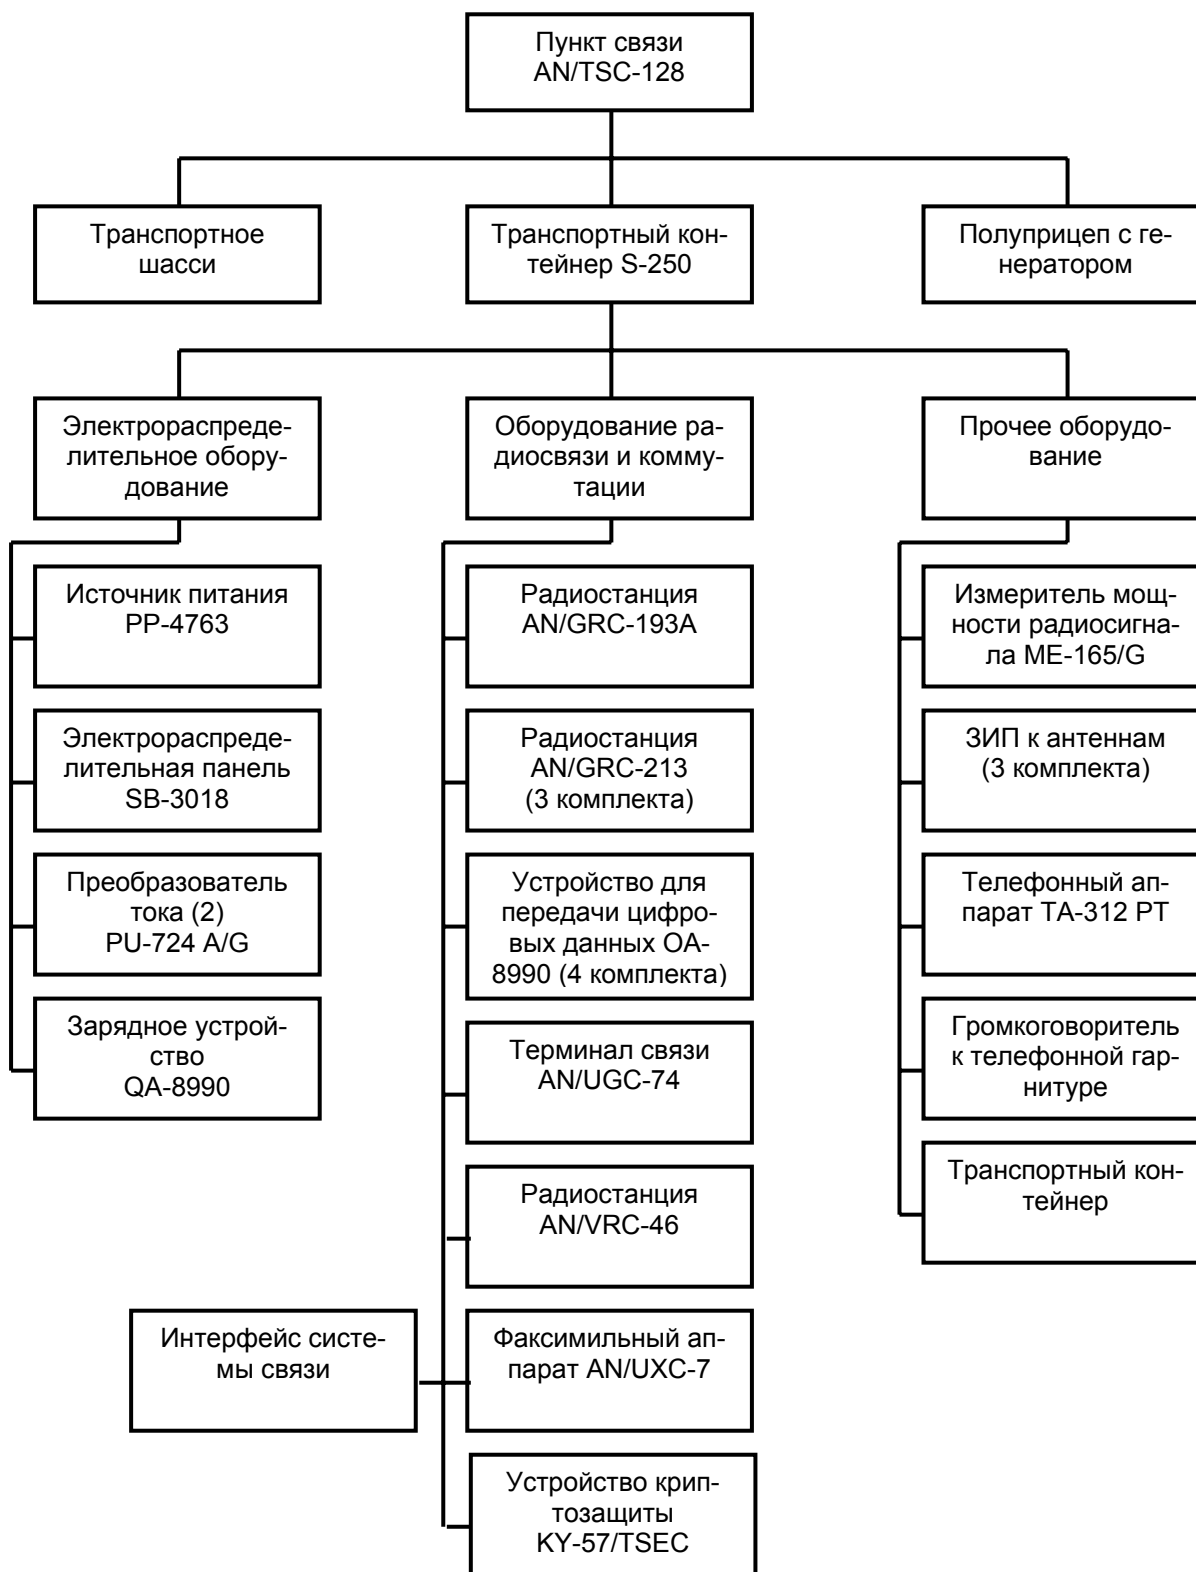 Пункт связи
AN/TSC-128
Транспортное
шасси
Транспортный кон-
тейнер S-250
Полуприцеп с ге-
нератором
Электрораспреде-
лительное обору-
дование
Оборудование ра-
диосвязи и комму-
тации
Прочее оборудо-
вание
Источник питания
PP-4763
Электрораспреде-
лительная панель
SB-3018
Преобразователь
тока (2)
PU-724 A/G
Зарядное устрой-
ство
QA-8990
Радиостанция
AN/GRC-193A
Радиостанция
AN/GRC-213
(3 комплекта)
Устройство для
передачи цифро-
вых данных OA-
8990 (4 комплекта)
Терминал связи
AN/UGC-74
Радиостанция
AN/VRC-46
Интерфейс систе-
мы связи
Факсимильный ап-
парат AN/UXC-7
Устройство крип-
тозащиты
KY-57/TSEC
Измеритель мощ-
ности радиосигна-
ла ME-165/G
ЗИП к антеннам
(3 комплекта)
Телефонный ап-
парат TA-312 PT
Громкоговоритель
к телефонной гар-
нитуре
Транспортный кон-
тейнер